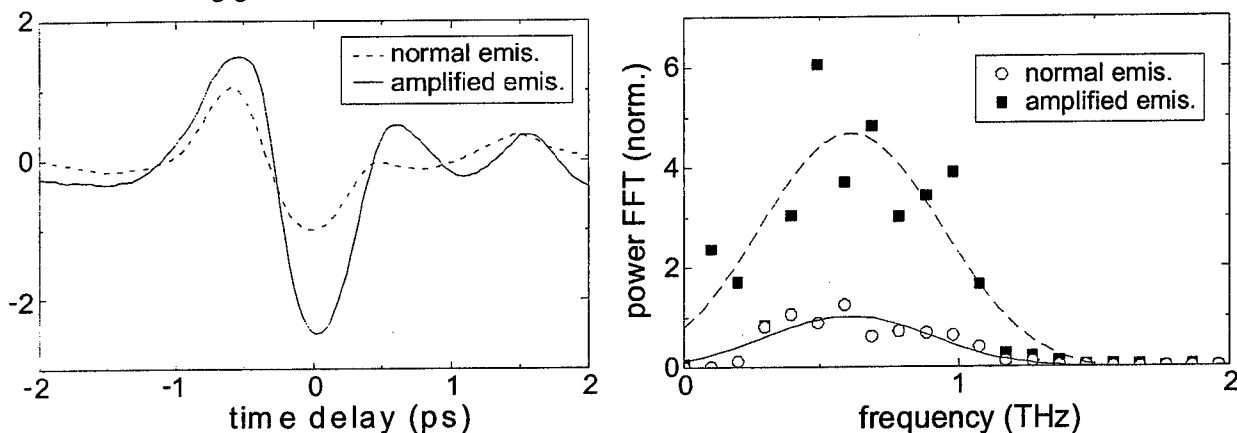 2
0
-2
-2
-1
0
1
2
time delay (ps)
normal emis.
amplified emis.
power FFT (norm.)
6
4
2
0
0
1
2
frequency (THz)
normal emis.
amplified emis.